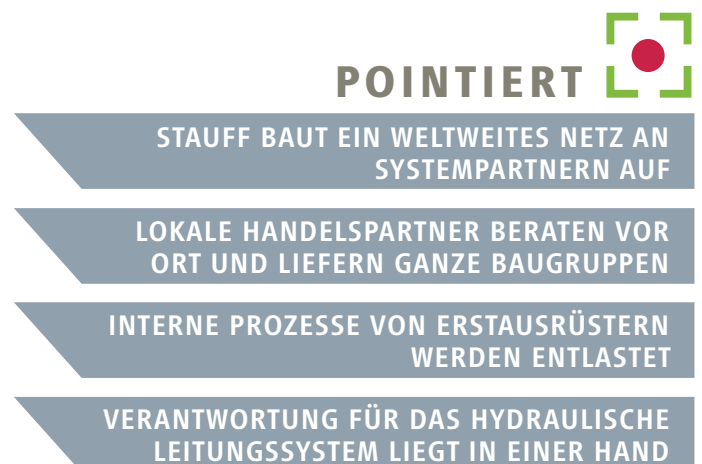 POINTIERT
STAUFF BAUT EIN WELTWEITES NETZ AN
SYSTEMPARTNERN AUF
LOKALE HANDELSPARTNER BERATEN VOR
ORT UND LIEFERN GANZE BAUGRUPPEN
INTERNE PROZESSE VON ERSTAUSRÜSTERN
WERDEN ENTLASTET
VERANTWORTUNG FÜR DAS HYDRAULISCHE
LEITUNGSSYSTEM LIEGT IN EINER HAND